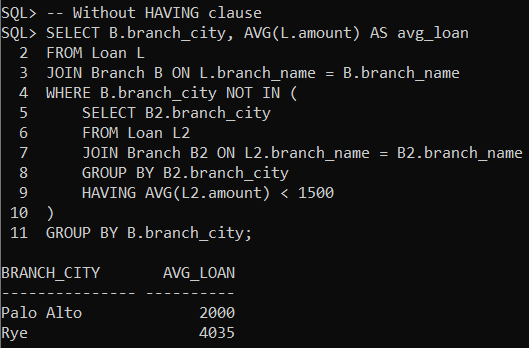 SQL> -- Without HAVING clause
SQL> SELECT B.branch_city, AVG(L.amount) AS avg_loan
  2  FROM Loan L
  3  JOIN Branch B ON L.branch_name = B.branch_name
  4  WHERE B.branch_city NOT IN (
  5      SELECT B2.branch_city
  6      FROM Loan L2
  7      JOIN Branch B2 ON L2.branch_name = B2.branch_name
  8      GROUP BY B2.branch_city
  9      HAVING AVG(L2.amount) < 1500
 10  )
 11  GROUP BY B.branch_city;

BRANCH_CITY       AVG_LOAN
--------------- ----------
Palo Alto             2000
Rye                   4035